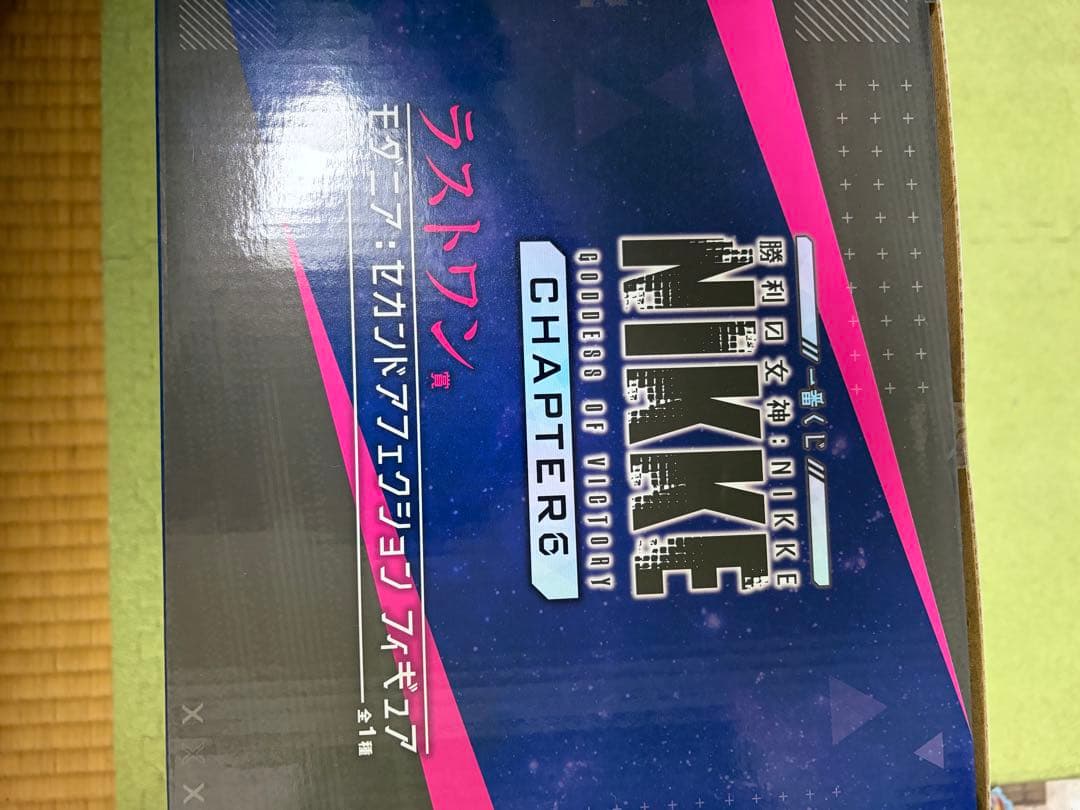 一番くじ
勝利の女神:NIKKE
NIKKE
GODDESS OF VICTORY
CHAPTER6
ラストワン賞
モダニア:セカンドアフェクション フィギュア
全1種